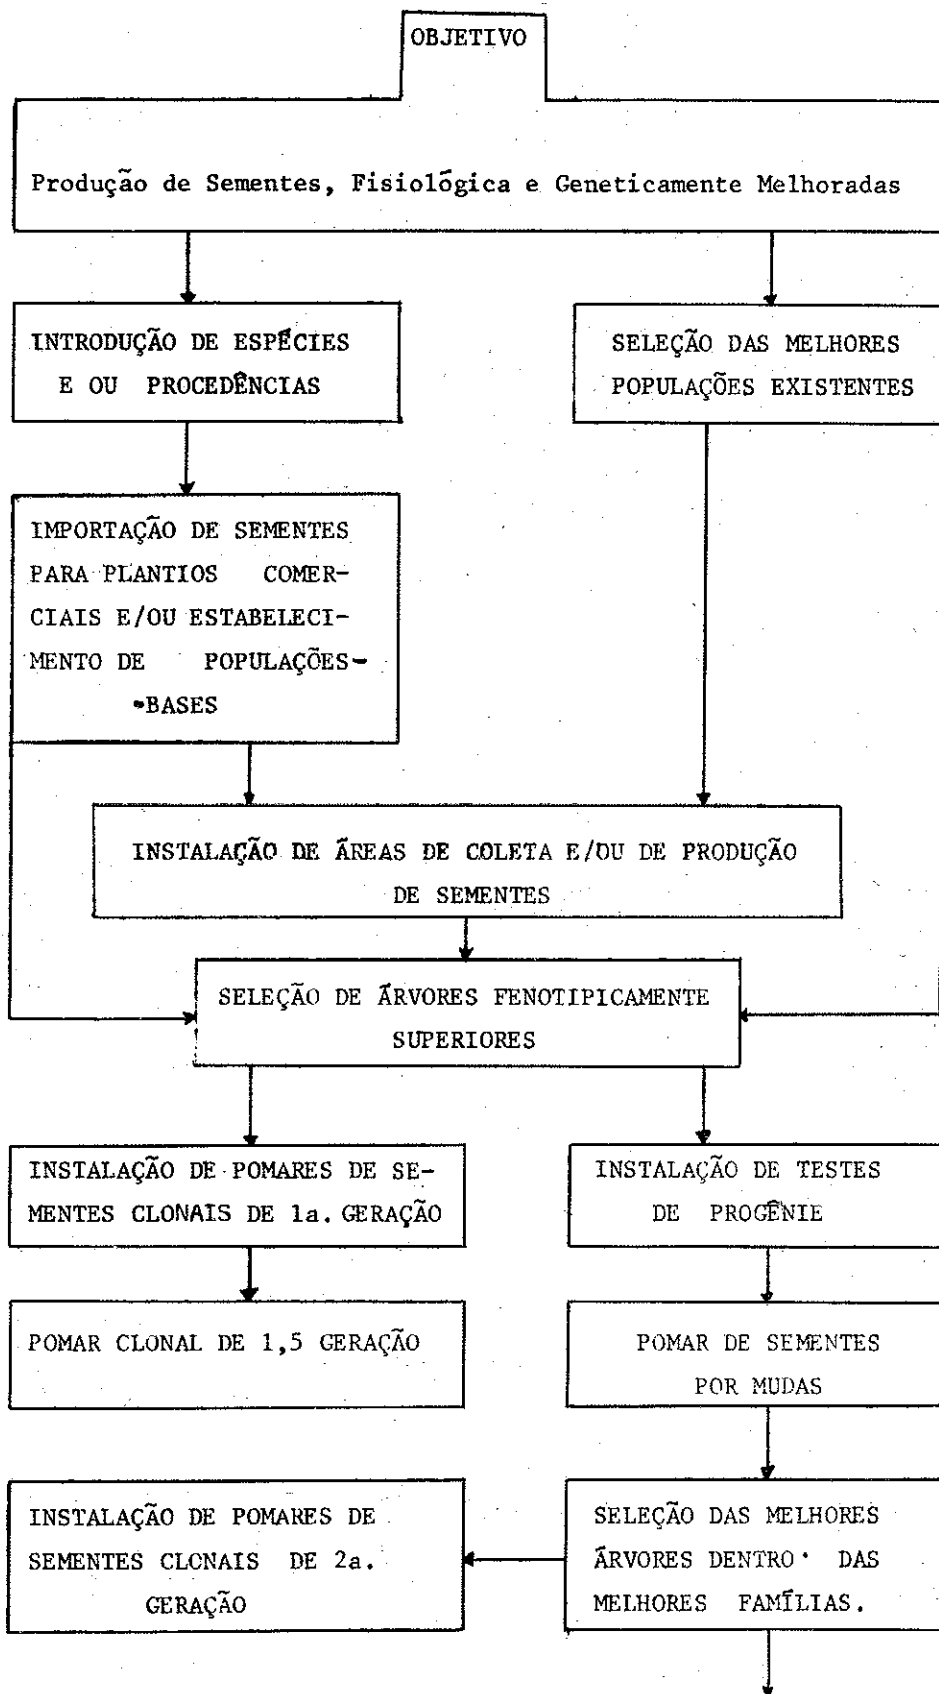 OBJETIVO
Produção de Sementes, Fisiológica e Geneticamente Melhoradas
INTRODUÇÃO DE ESPÉCIES
E OU PROCEDÊNCIAS
SELEÇÃO DAS MELHORES
POPULAÇÕES EXISTENTES
IMPORTAÇÃO DE SEMENTES
PARA PLANTIOS COMER-
CIAIS E/OU ESTABELECI-
MENTO DE POPULAÇÕES-
-BASES
INSTALAÇÃO DE ÁREAS DE COLETA E/OU DE PRODUÇÃO
DE SEMENTES
SELEÇÃO DE ÁRVORES FENOTIPICAMENTE
SUPERIORES
INSTALAÇÃO DE POMARES DE SE-
MENTES CLONAIS DE 1a. GERAÇÃO
INSTALAÇÃO DE TESTES
DE PROGÊNIE
POMAR CLONAL DE 1,5 GERAÇÃO
POMAR DE SEMENTES
POR MUDAS
INSTALAÇÃO DE POMARES DE
SEMENTES CLONAIS DE 2a.
GERAÇÃO
SELEÇÃO DAS MELHORES
ÁRVORES DENTRO DAS
MELHORES FAMÍLIAS.